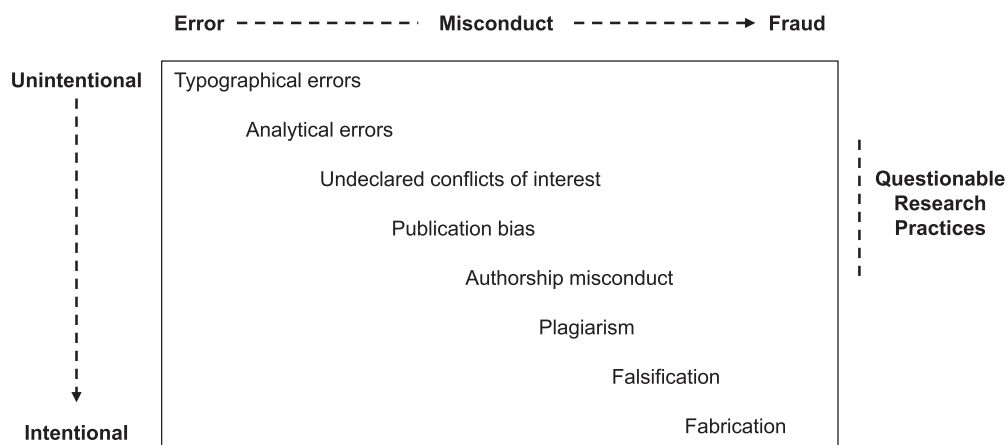 Error Misconduct Fraud
Unintentional
Typographical errors
Analytical errors
Undeclared conflicts of interest
Publication bias
Authorship misconduct
Plagiarism
Falsification
Fabrication
Intentional
Questionable
Research
Practices